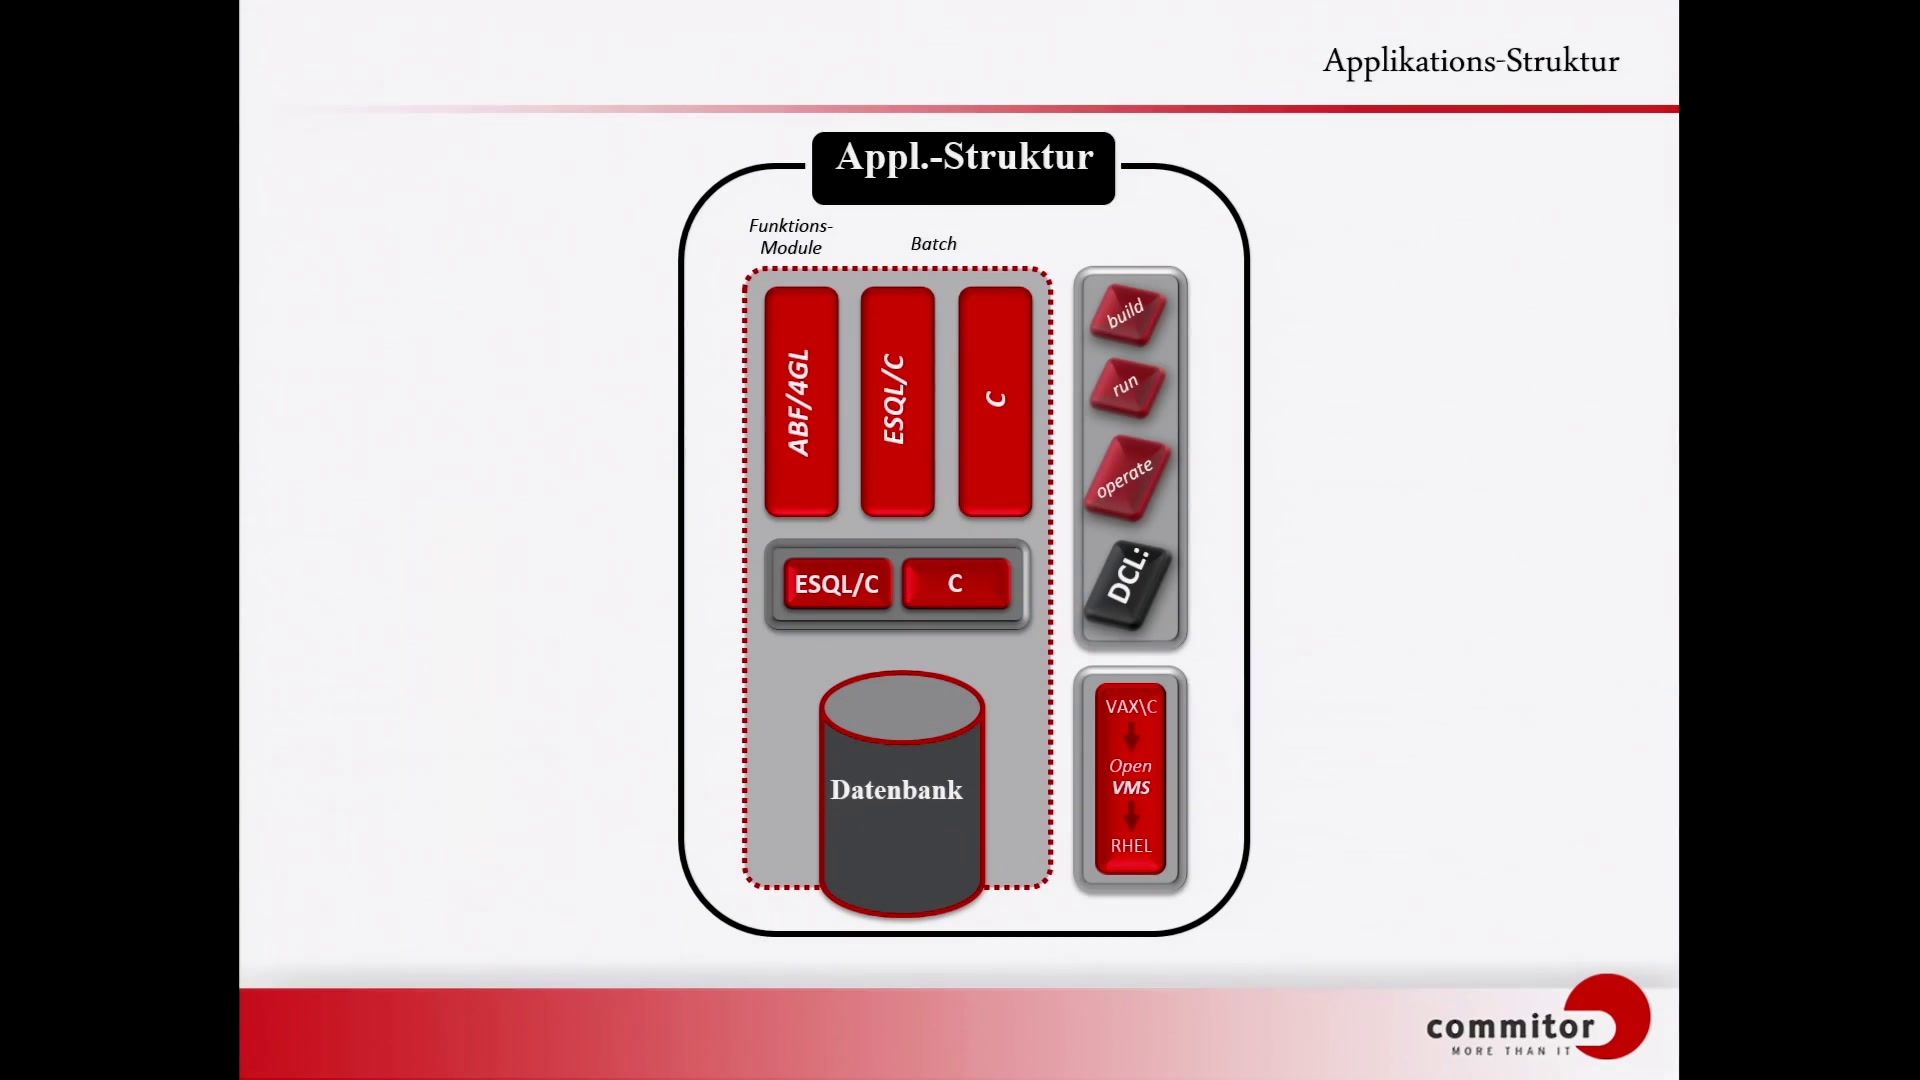 Applikations-Struktur
Appl.-Struktur
Funktions-
Module
Batch
ABF/4GL
ESQL/C
C
ESQL/C
C
Datenbank
build
run
operate
DCL:
VAX\C
Open
VMS
RHEL
commitor
MORE THAN IT